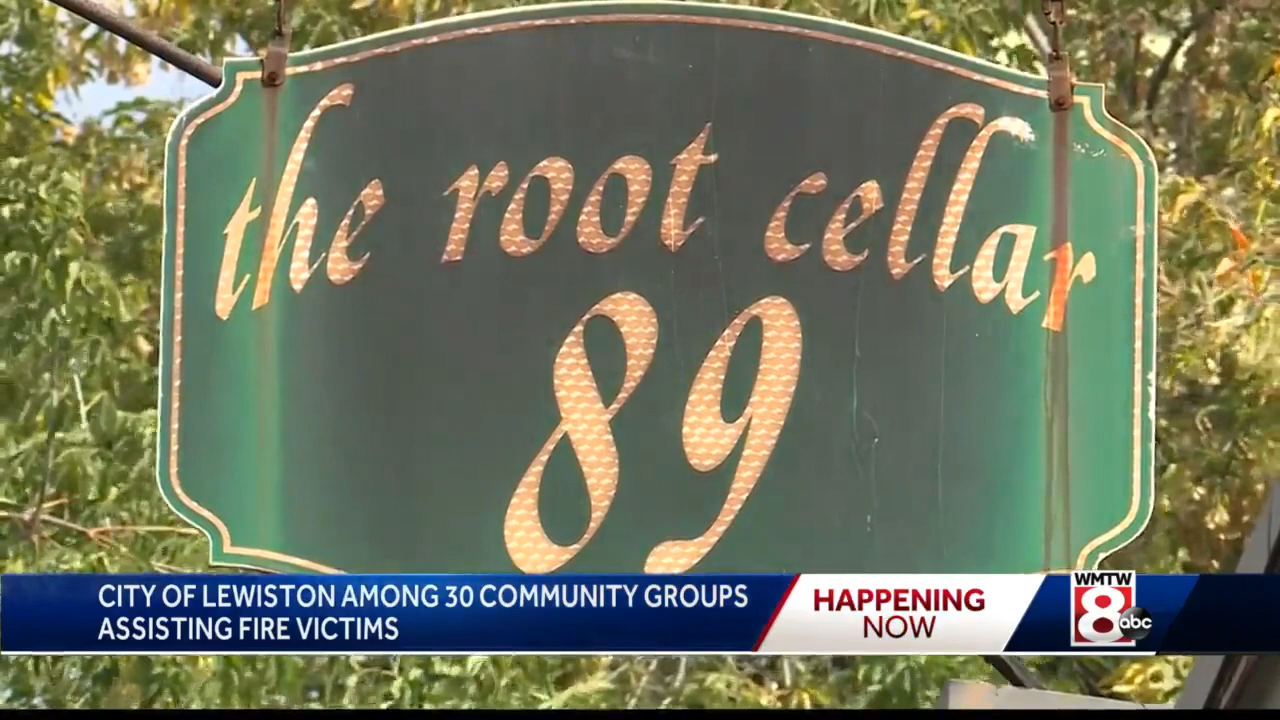 the root cellar
89
CITY OF LEWISTON AMONG 30 COMMUNITY GROUPS
ASSISTING FIRE VICTIMS
HAPPENING
NOW
WMTW
8
abc